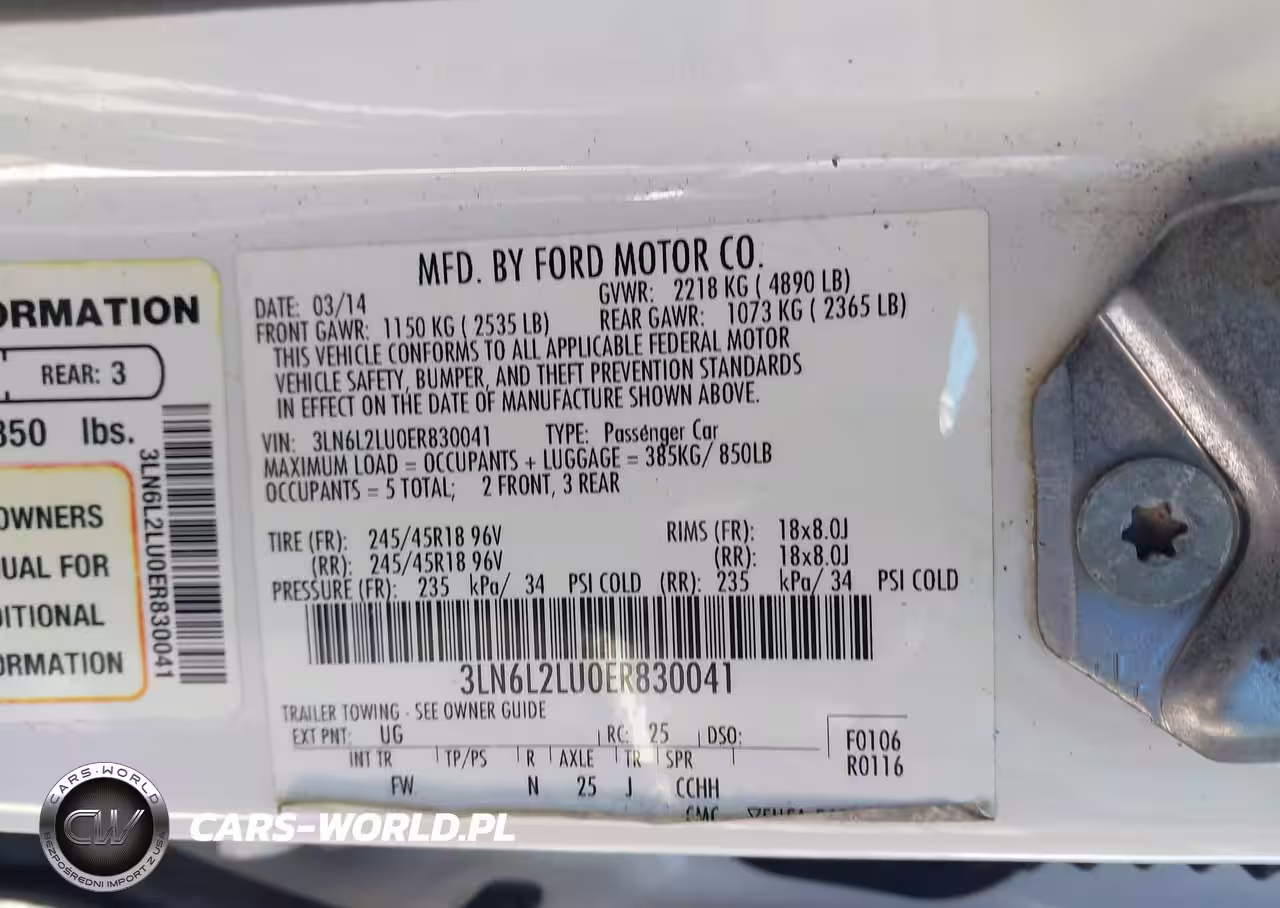 ORMATION
REAR: 3
850 lbs.
OWNERS
UAL FOR
DITIONAL
ORMATION
3LN6L2LU0ER830041
MFD. BY FORD MOTOR CO.
DATE: 03/14 GVWR: 2218 KG ( 4890 LB)
FRONT GAWR: 1150 KG ( 2535 LB) REAR GAWR: 1073 KG ( 2365 LB)
THIS VEHICLE CONFORMS TO ALL APPLICABLE FEDERAL MOTOR
VEHICLE SAFETY, BUMPER, AND THEFT PREVENTION STANDARDS
IN EFFECT ON THE DATE OF MANUFACTURE SHOWN ABOVE.
VIN: 3LN6L2LU0ER830041 TYPE: Passenger Car
MAXIMUM LOAD = OCCUPANTS + LUGGAGE = 385KG/ 850LB
OCCUPANTS = 5 TOTAL; 2 FRONT, 3 REAR
TIRE (FR): 245/45R18 96V RIMS (FR): 18x8.0J
(RR): 245/45R18 96V (RR): 18x8.0J
PRESSURE (FR): 235 kPa/ 34 PSI COLD (RR): 235 kPa/ 34 PSI COLD
3LN6L2LU0ER830041
TRAILER TOWING - SEE OWNER GUIDE
EXT PNT: UG RC: 25 DSO:
INT TR TP/PS R AXLE TR SPR
FW N 25 J CCHH
F0106
R0116
CARS-WORLD
CW
BEZPOŚREDNI IMPORT Z USA
CARS-WORLD.PL